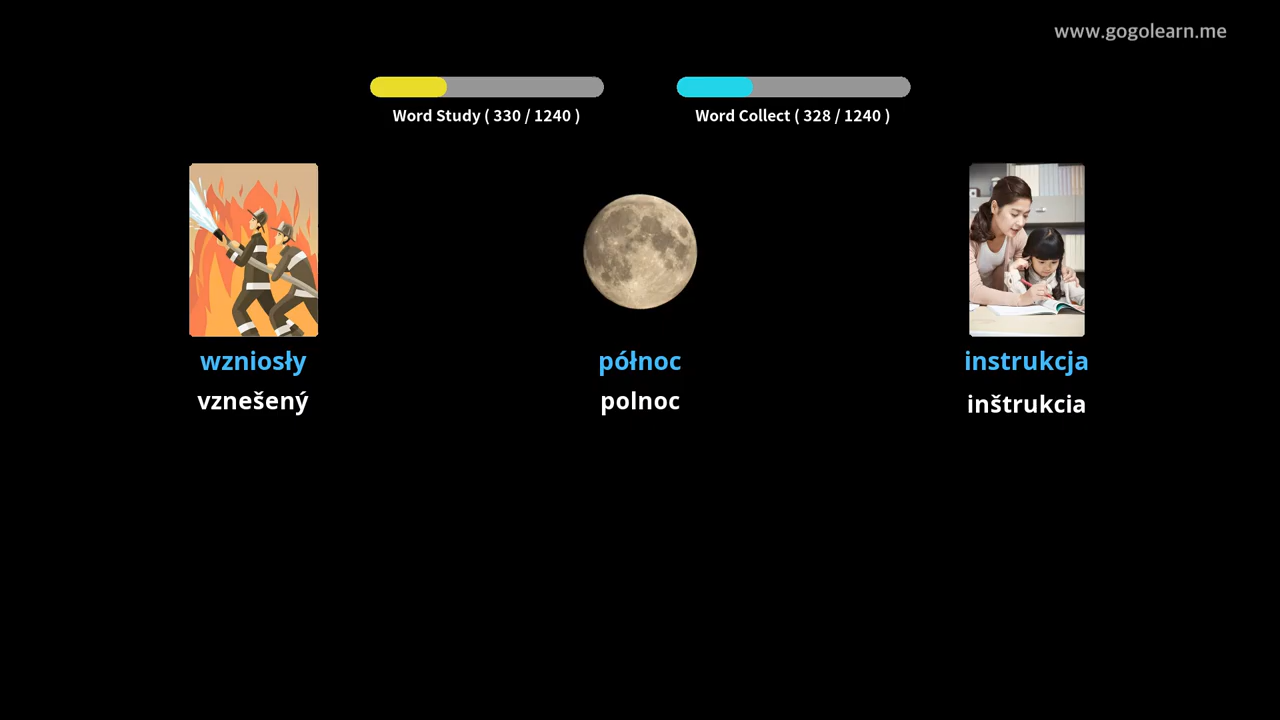 www.gogolearn.me
Word Study ( 330 / 1240 )
Word Collect ( 328 / 1240 )
wzniosły
północ
instrukcja
vznešený
polnoc
inštrukcia